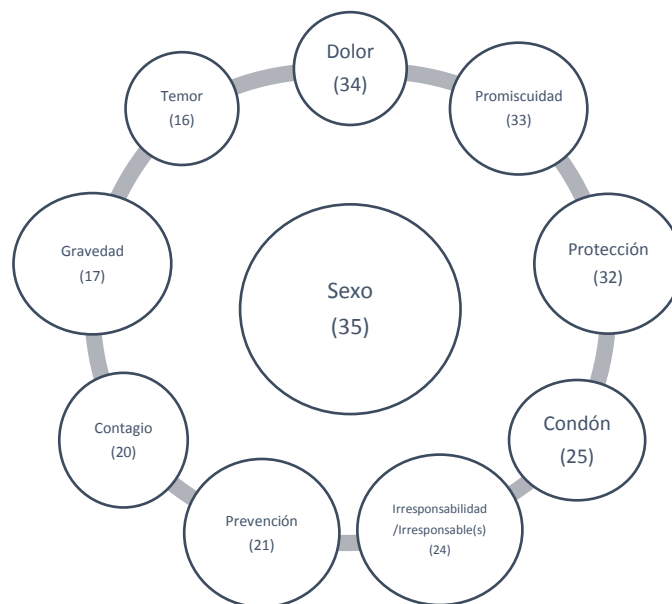 Dolor
(34)
Promiscuidad
(33)
Protección
(32)
Condón
(25)
Irresponsabilidad
/Irresponsable(s)
(24)
Prevención
(21)
Contagio
(20)
Gravedad
(17)
Temor
(16)
Sexo
(35)